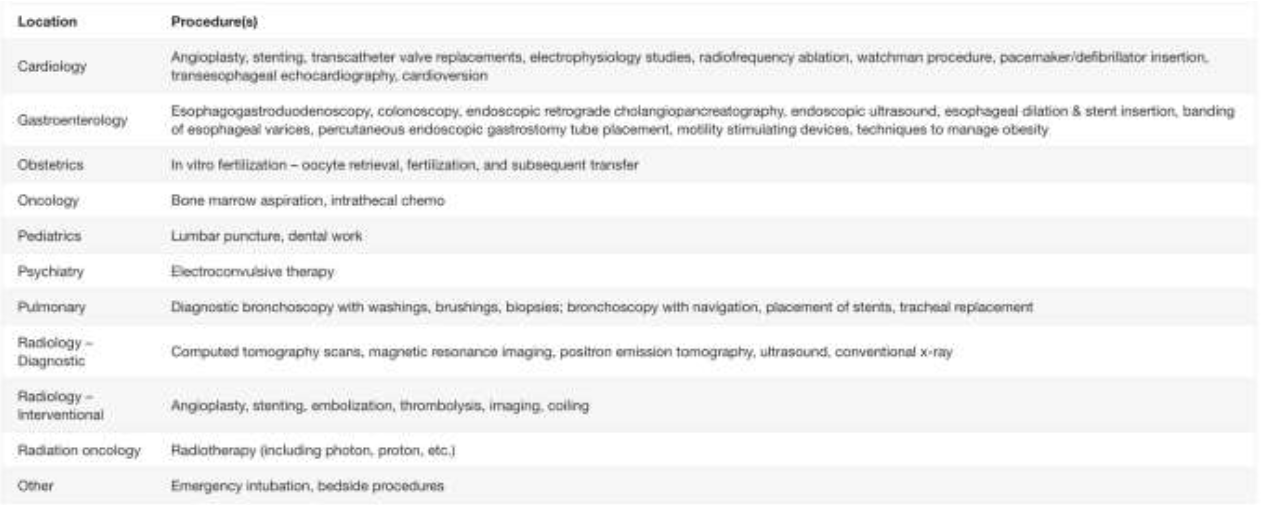 Location Procedure(s)
Cardiology Angioplasty, stenting, transcatheter valve replacements, electrophysiology studies, radiofrequency ablation, watchman procedure, pacemaker/defibrillator insertion,
transesophageal echocardiography, cardioversion
Gastroenterology Esophagogastroduodenoscopy, colonoscopy, endoscopic retrograde cholangiopancreatography, endoscopic ultrasound, esophageal dilation & stent insertion, banding
of esophageal varices, percutaneous endoscopic gastrostomy tube placement, motility stimulating devices, techniques to manage obesity
Obstetrics In vitro fertilization – oocyte retrieval, fertilization, and subsequent transfer
Oncology Bone marrow aspiration, intrathecal chemo
Pediatrics Lumbar puncture, dental work
Psychiatry Electroconvulsive therapy
Pulmonary Diagnostic bronchoscopy with washings, brushings, biopsies; bronchoscopy with navigation, placement of stents, tracheal replacement
Radiology –
Diagnostic Computed tomography scans, magnetic resonance imaging, positron emission tomography, ultrasound, conventional x-ray
Radiology –
Interventional Angioplasty, stenting, embolization, thrombolysis, imaging, coiling
Radiation oncology Radiotherapy (including photon, proton, etc.)
Other Emergency intubation, bedside procedures